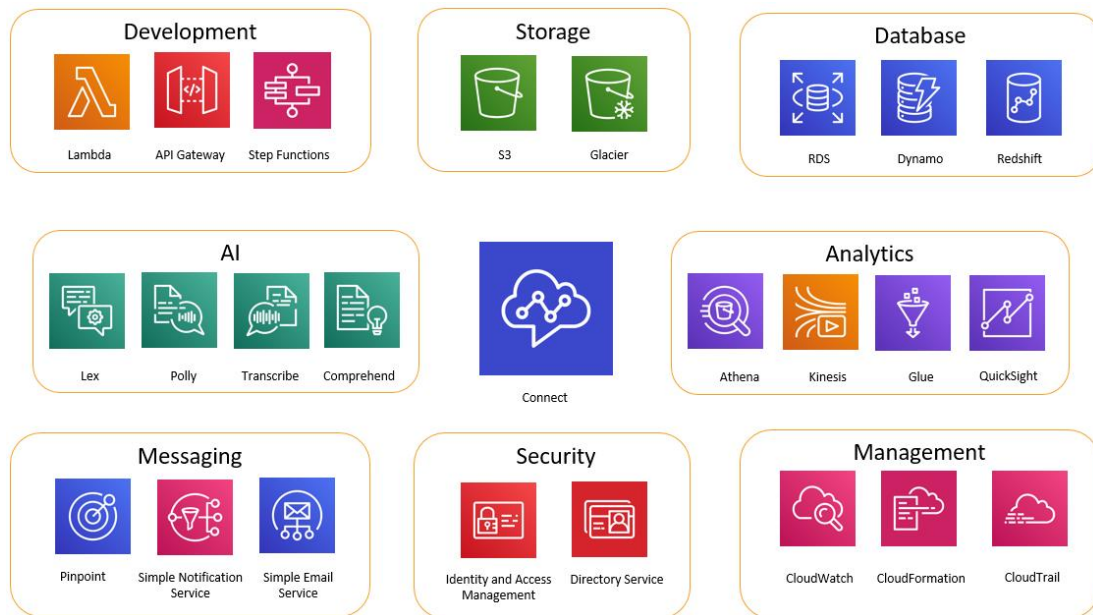 Development
Lambda
API Gateway
Step Functions
Storage
S3
Glacier
Database
RDS
Dynamo
Redshift
AI
Lex
Polly
Transcribe
Comprehend
Connect
Analytics
Athena
Kinesis
Glue
QuickSight
Messaging
Pinpoint
Simple Notification
Service
Simple Email
Service
Security
Identity and Access
Management
Directory Service
Management
CloudWatch
CloudFormation
CloudTrail